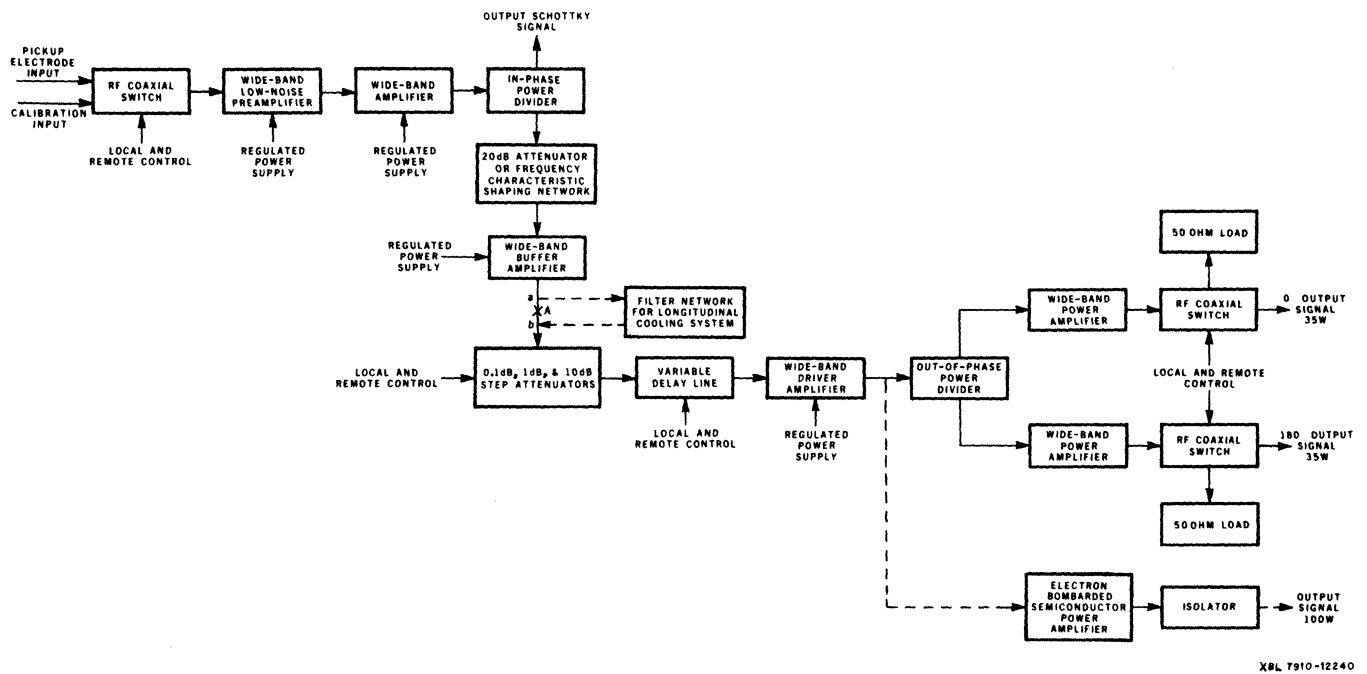 OUTPUT SCHOTTKY
SIGNAL
PICKUP
ELECTRODE
INPUT
CALIBRATION
INPUT
RF COAXIAL
SWITCH
LOCAL AND
REMOTE CONTROL
WIDE-BAND
LOW-NOISE
PREAMPLIFIER
REGULATED
POWER
SUPPLY
WIDE-BAND
AMPLIFIER
REGULATED
POWER
SUPPLY
IN-PHASE
POWER
DIVIDER
20dB ATTENUATOR
OR FREQUENCY
CHARACTERISTIC
SHAPING NETWORK
REGULATED
POWER
SUPPLY
WIDE-BAND
BUFFER
AMPLIFIER
a
A
b
FILTER NETWORK
FOR LONGITUDINAL
COOLING SYSTEM
LOCAL AND
REMOTE CONTROL
0.1dB, 1dB, & 10dB
STEP ATTENUATORS
VARIABLE
DELAY LINE
LOCAL AND
REMOTE CONTROL
WIDE-BAND
DRIVER
AMPLIFIER
REGULATED
POWER
SUPPLY
OUT-OF-PHASE
POWER
DIVIDER
50 OHM LOAD
WIDE-BAND
POWER
AMPLIFIER
RF COAXIAL
SWITCH
0 OUTPUT
SIGNAL
35W
LOCAL AND REMOTE
CONTROL
WIDE-BAND
POWER
AMPLIFIER
RF COAXIAL
SWITCH
180 OUTPUT
SIGNAL
35W
50 OHM LOAD
ELECTRON
BOMBARDED
SEMICONDUCTOR
POWER
AMPLIFIER
ISOLATOR
OUTPUT
SIGNAL
100W
XBL 7910-12240